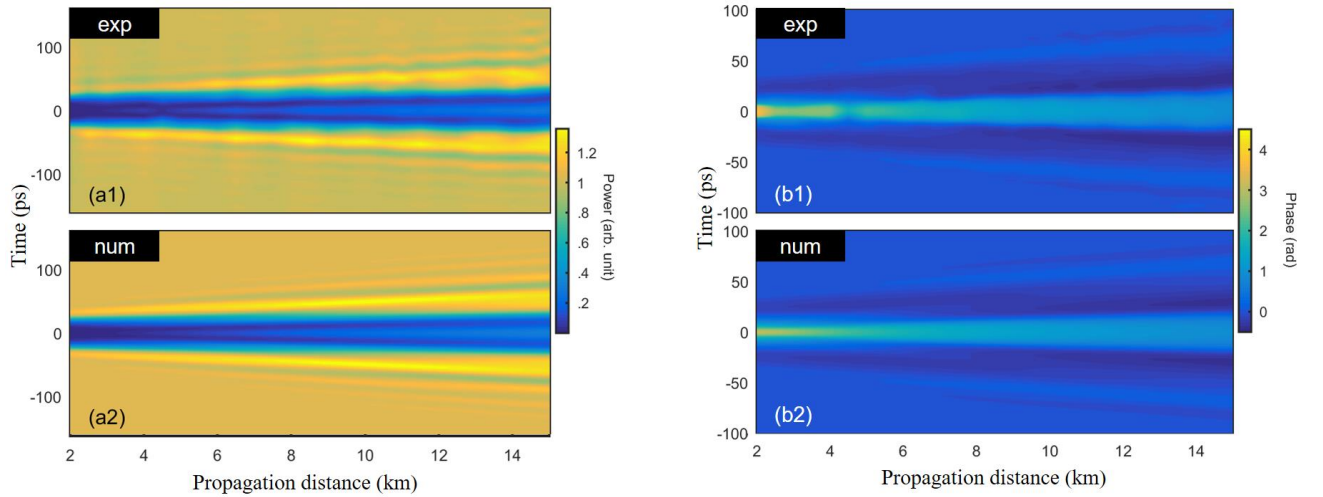 exp
100
0
-100
(a1)
num
100
0
-100
(a2)
2 4 6 8 10 12 14
Propagation distance (km)
Time (ps)
1.2
1
.8
.6
.4
.2
Power (arb. unit)
exp
100
50
0
-50
-100
(b1)
num
100
50
0
-50
-100
(b2)
2 4 6 8 10 12 14
Propagation distance (km)
Time (ps)
4
3
2
1
0
Phase (rad)